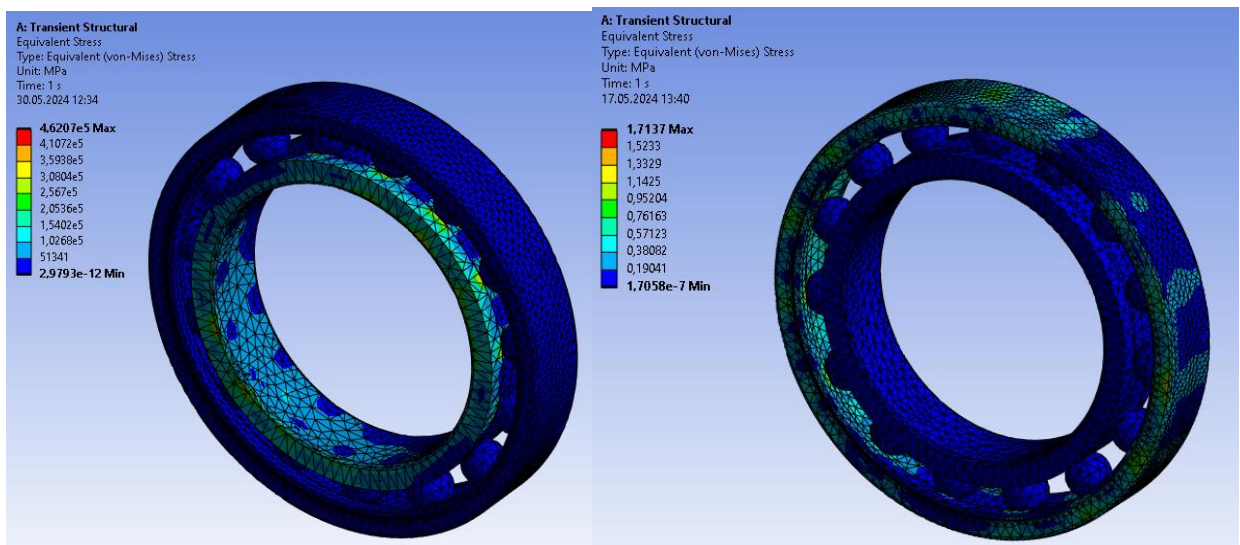 A: Transient Structural
Equivalent Stress
Type: Equivalent (von-Mises) Stress
Unit: MPa
Time: 1 s
30.05.2024 12:34
4,6207e5 Max
4,1072e5
3,5938e5
3,0804e5
2,567e5
2,0536e5
1,5402e5
1,0268e5
51341
2,9793e-12 Min
A: Transient Structural
Equivalent Stress
Type: Equivalent (von-Mises) Stress
Unit: MPa
Time: 1 s
17.05.2024 13:40
1,7137 Max
1,5233
1,3329
1,1425
0,95204
0,76163
0,57123
0,38082
0,19041
1,7058e-7 Min